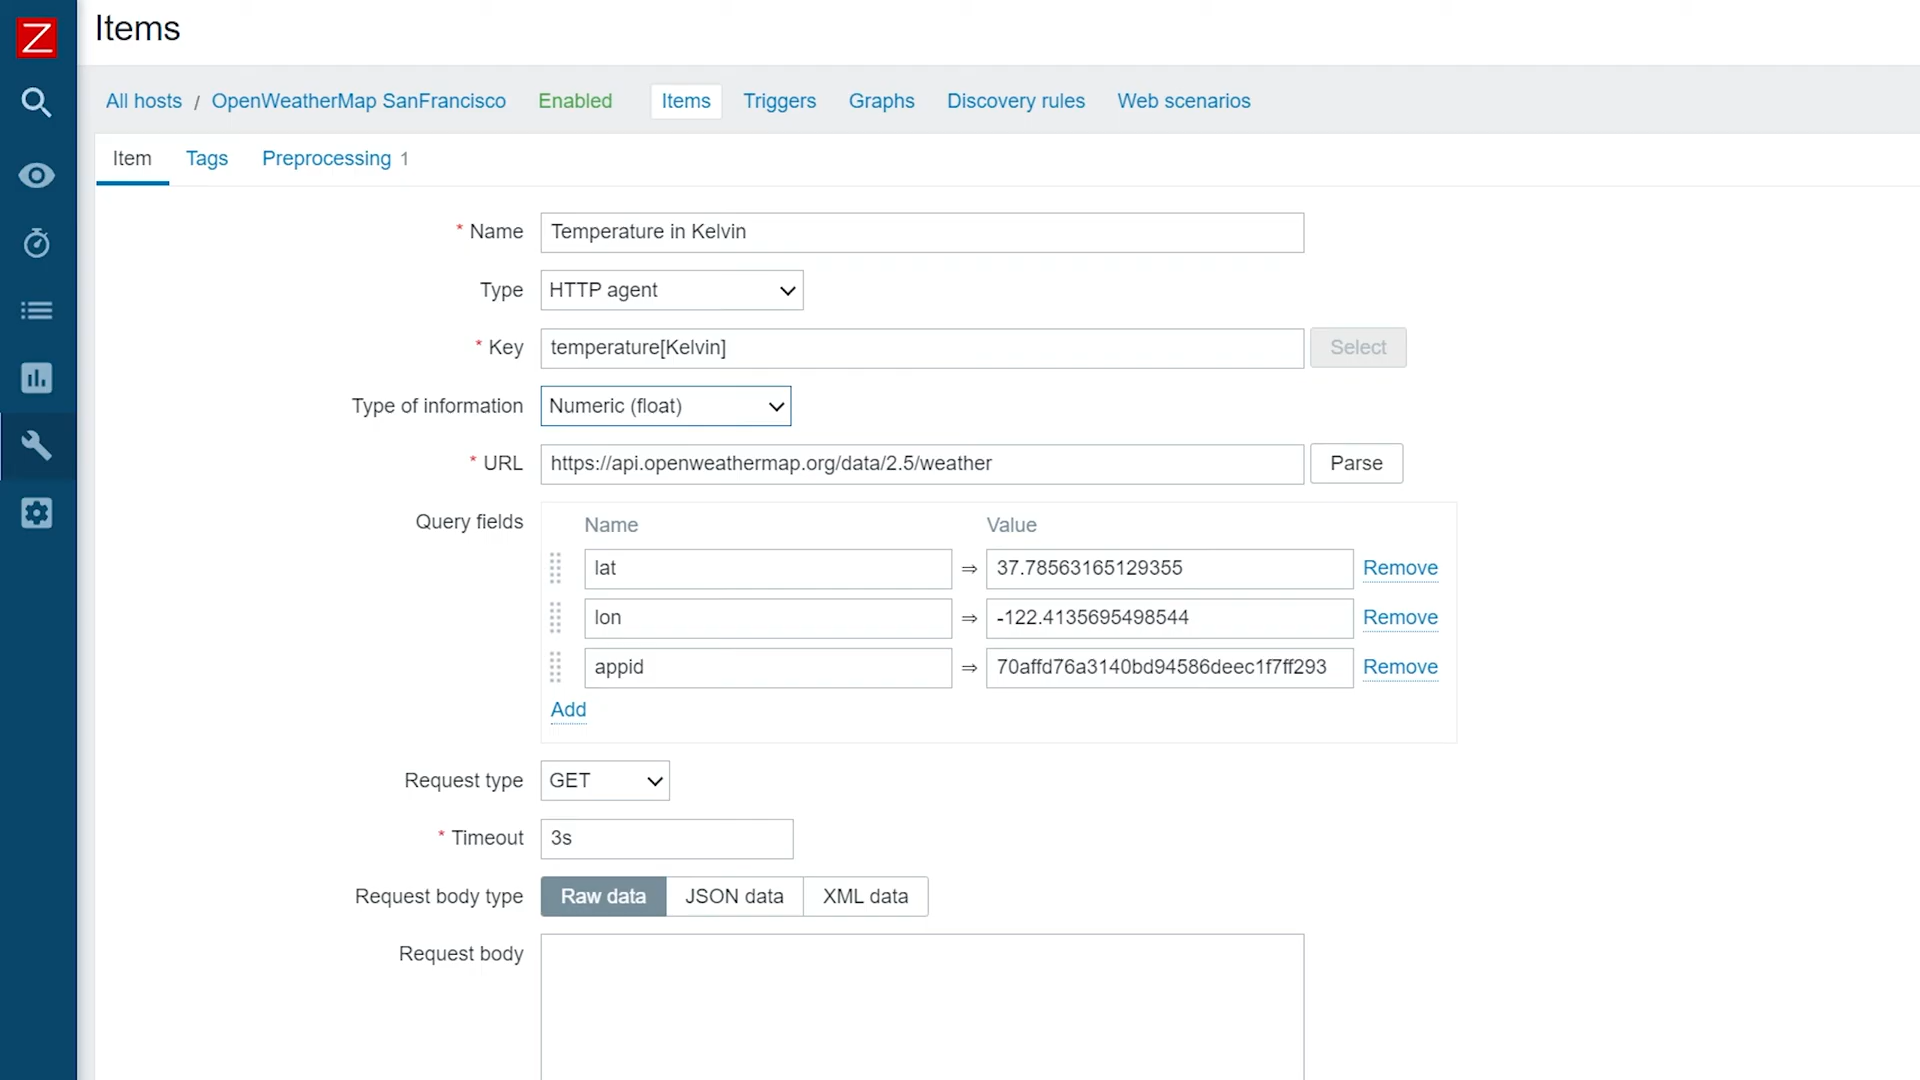 Z
Items
All hosts / OpenWeatherMap SanFrancisco Enabled Items Triggers Graphs Discovery rules Web scenarios
Item Tags Preprocessing 1
* Name Temperature in Kelvin
Type HTTP agent
* Key temperature[Kelvin] Select
Type of information Numeric (float)
* URL https://api.openweathermap.org/data/2.5/weather Parse
Query fields Name Value
lat ⇒ 37.78563165129355 Remove
lon ⇒ -122.4135695498544 Remove
appid ⇒ 70affd76a3140bd94586deec1f7ff293 Remove
Add
Request type GET
* Timeout 3s
Request body type Raw data JSON data XML data
Request body